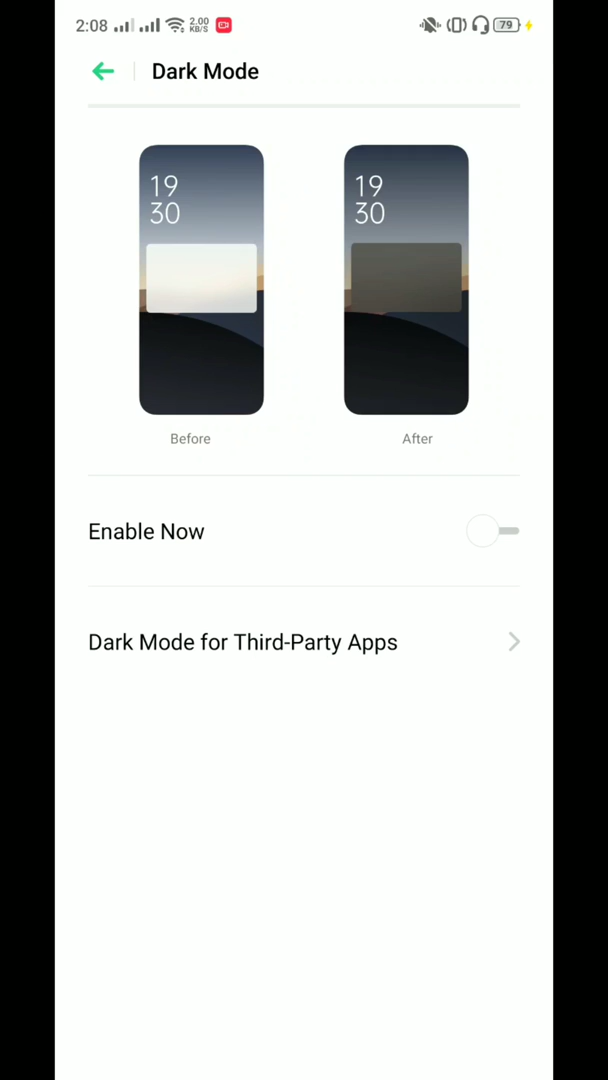 2:08 2.00 KB/S 79
Dark Mode
19 19
30 30
Before After
Enable Now
Dark Mode for Third-Party Apps